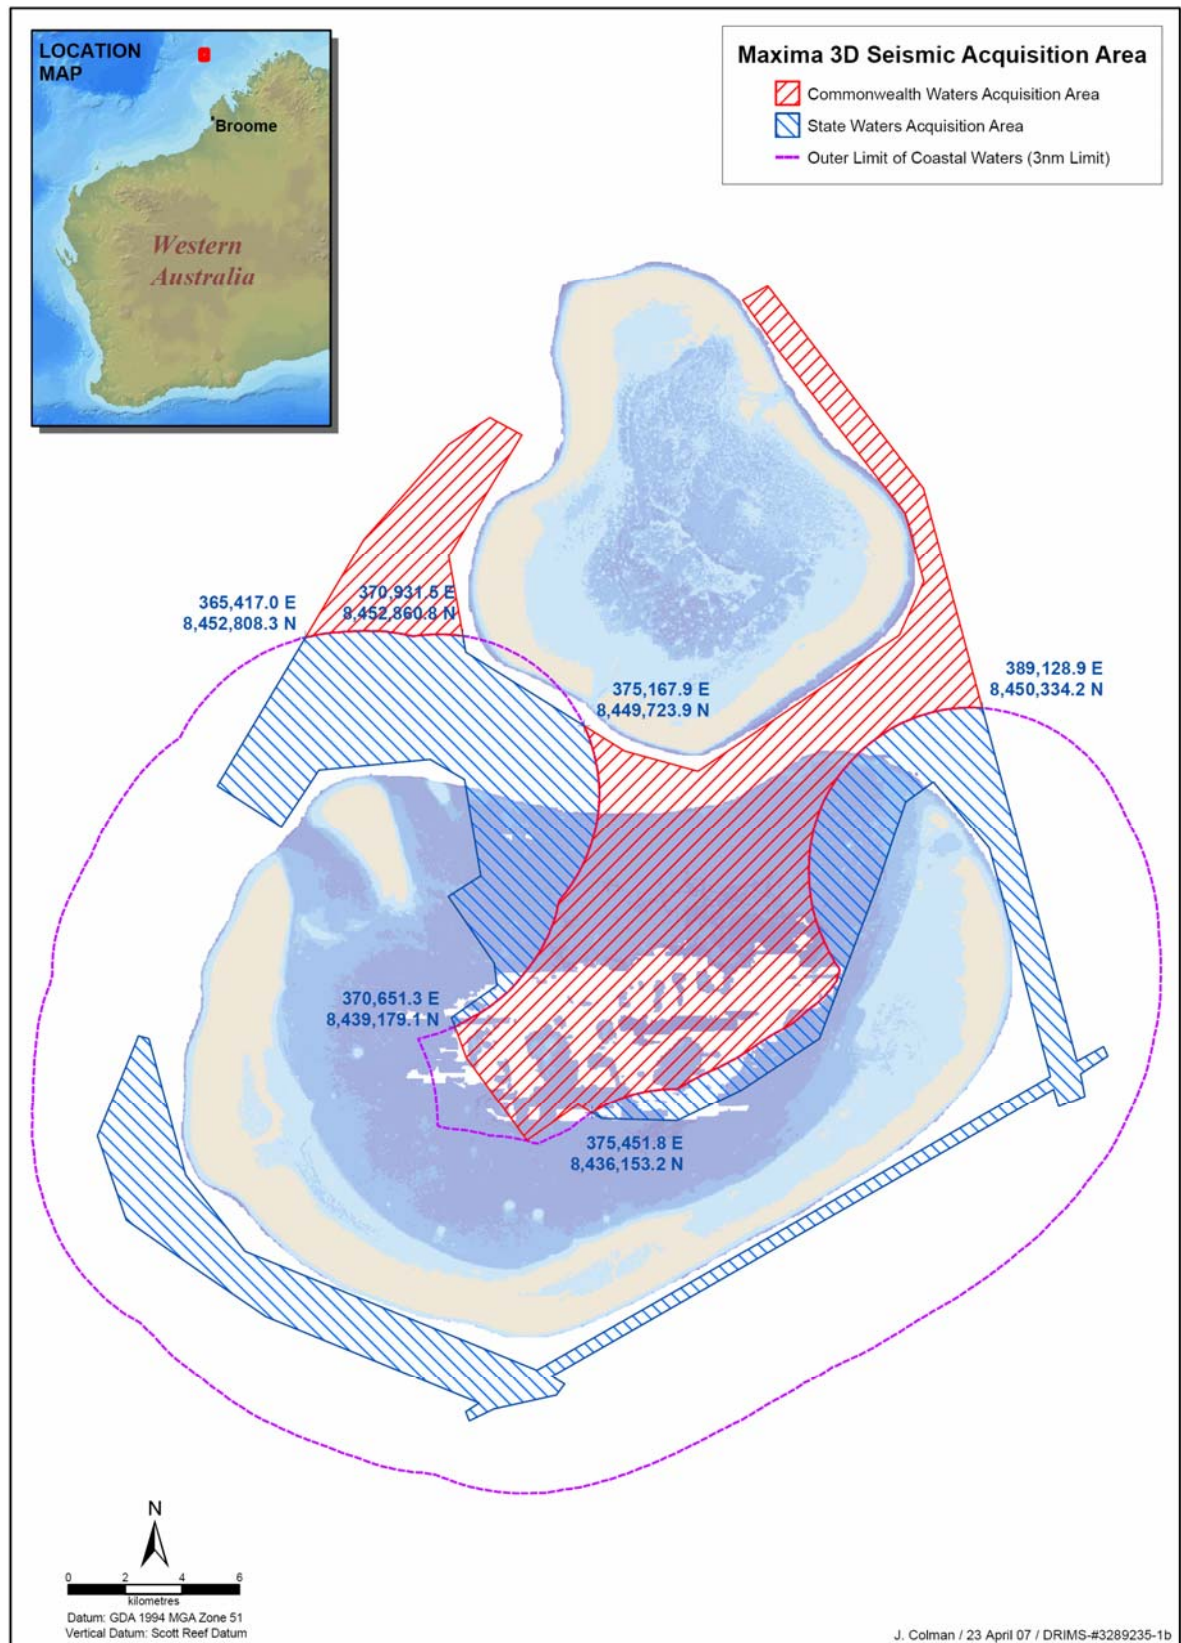 LOCATION
MAP
Broome
Western
Australia
Maxima 3D Seismic Acquisition Area
Commonwealth Waters Acquisition Area
State Waters Acquisition Area
Outer Limit of Coastal Waters (3nm Limit)
365,417.0 E
8,452,808.3 N
370,931.5 E
8,452,860.8 N
375,167.9 E
8,449,723.9 N
389,128.9 E
8,450,334.2 N
370,651.3 E
8,439,179.1 N
375,451.8 E
8,436,153.2 N
N
0 2 4 6
kilometres
Datum: GDA 1994 MGA Zone 51
Vertical Datum: Scott Reef Datum
J. Colman / 23 April 07 / DRIMS-#3289235-1b